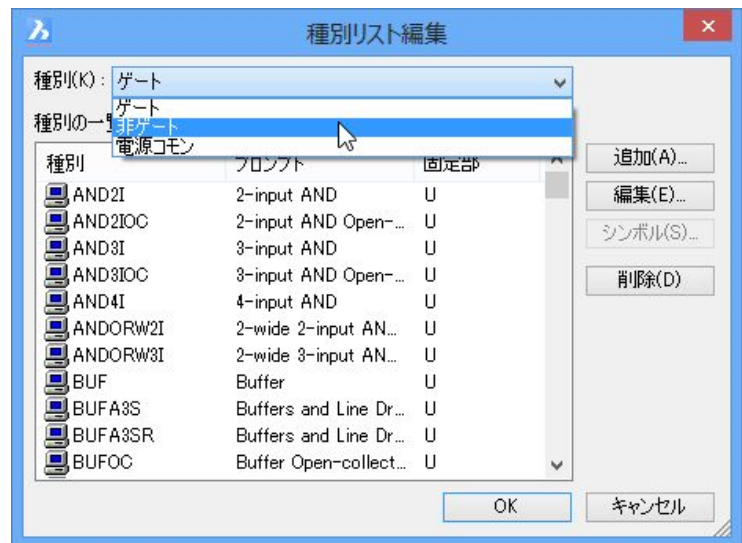 種別リスト編集
種別(K): ゲート
ゲート
種別の一覧
非ゲート
電源コモン
種別 プロンプト 固定部
AND2I 2-input AND U
AND2IOC 2-input AND Open-... U
AND3I 3-input AND U
AND3IOC 3-input AND Open-... U
AND4I 4-input AND U
ANDORW2I 2-wide 2-input AN... U
ANDORW3I 2-wide 3-input AN... U
BUF Buffer U
BUFA3S Buffers and Line Dr... U
BUFA3SR Buffers and Line Dr... U
BUFOC Buffer Open-collect... U
追加(A)...
編集(E)...
シンボル(S)...
削除(D)
OK キャンセル